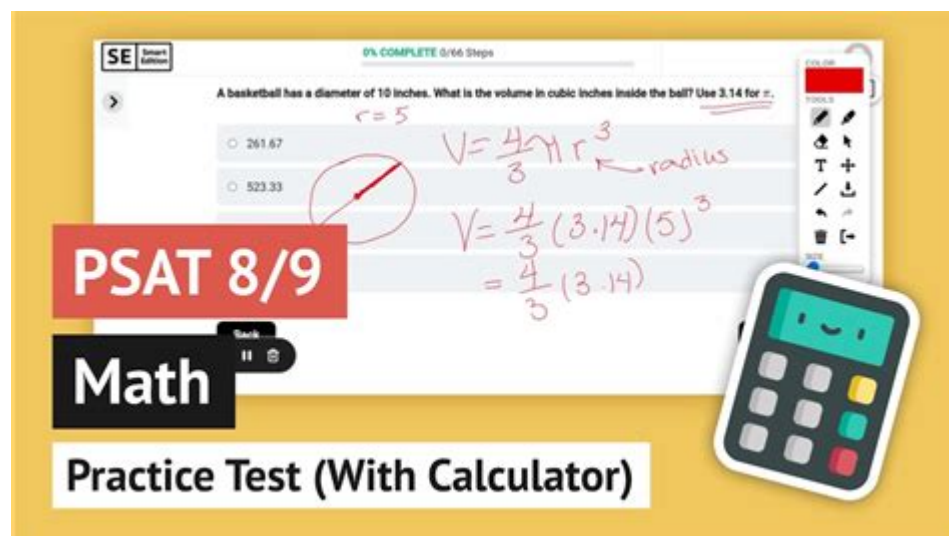 SE Smart Edition
0% COMPLETE 0/66 Steps
COLOR
A basketball has a diameter of 10 inches. What is the volume in cubic inches inside the ball? Use 3.14 for π.
TOOLS
r = 5
261.67
V = 4/3 π r³
radius
523.33
V = 4/3 (3.14)(5)³
= 4/3 (3.14)
T
SIZE
PSAT 8/9
Back
Math
Practice Test (With Calculator)